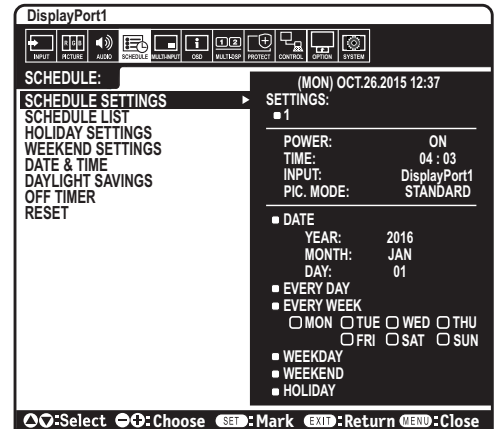 DisplayPort1
INPUT RGB PICTURE AUDIO SCHEDULE MULTI-INPUT OSD 1 2 MULTI-DSP PROTECT CONTROL OPTION SYSTEM
SCHEDULE:
SCHEDULE SETTINGS
SCHEDULE LIST
HOLIDAY SETTINGS
WEEKEND SETTINGS
DATE & TIME
DAYLIGHT SAVINGS
OFF TIMER
RESET
(MON) OCT.26.2015 12:37
SETTINGS:
1
POWER: ON
TIME: 04 : 03
INPUT: DisplayPort1
PIC. MODE: STANDARD
DATE
YEAR: 2016
MONTH: JAN
DAY: 01
EVERY DAY
EVERY WEEK
MON TUE WED THU
FRI SAT SUN
WEEKDAY
WEEKEND
HOLIDAY
:Select :Choose SET :Mark EXIT :Return MENU :Close